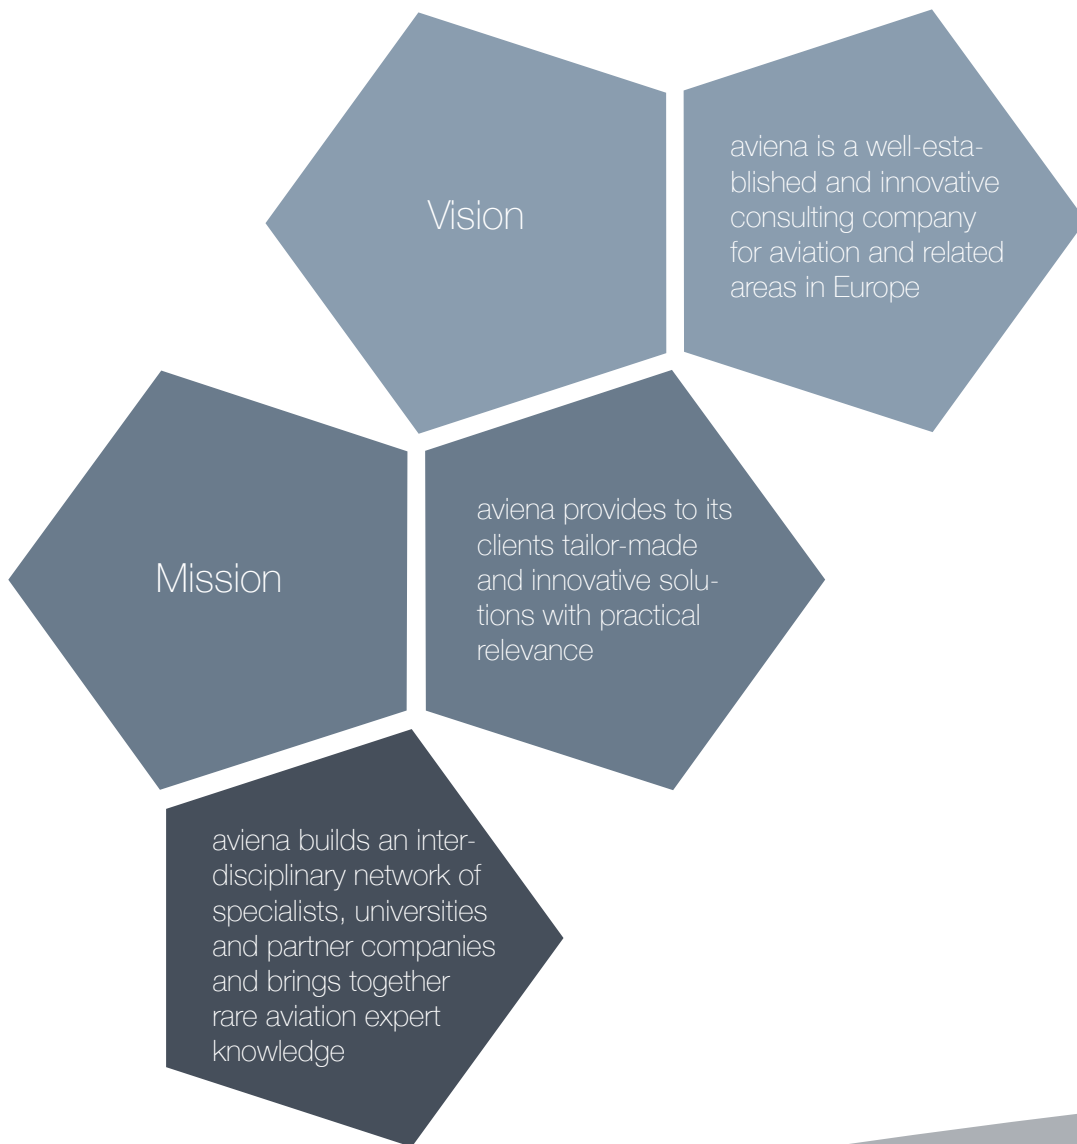 Vision
aviena is a well-esta-
blished and innovative
consulting company
for aviation and related
areas in Europe
Mission
aviena provides to its
clients tailor-made
and innovative solu-
tions with practical
relevance
aviena builds an inter-
disciplinary network of
specialists, universities
and partner companies
and brings together
rare aviation expert
knowledge